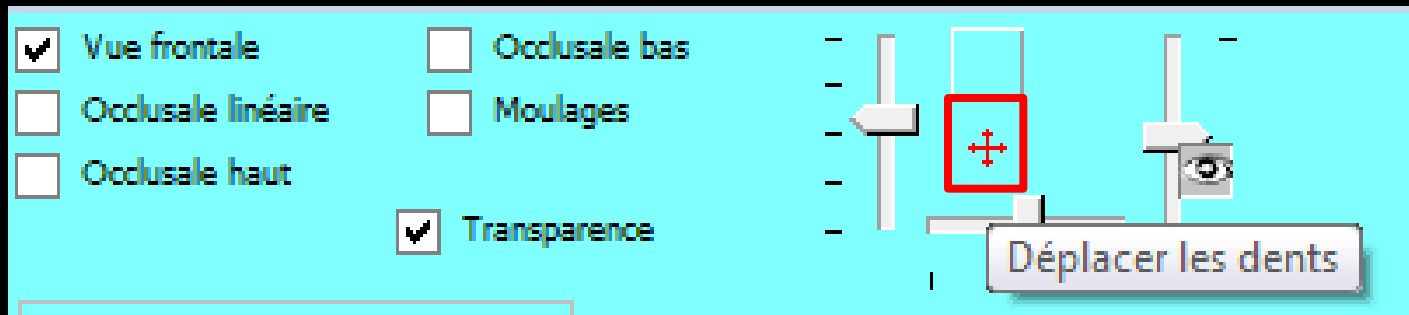 Vue frontale
Occlusale bas
Occlusale linéaire
Moulages
Occlusale haut
Transparence
Déplacer les dents